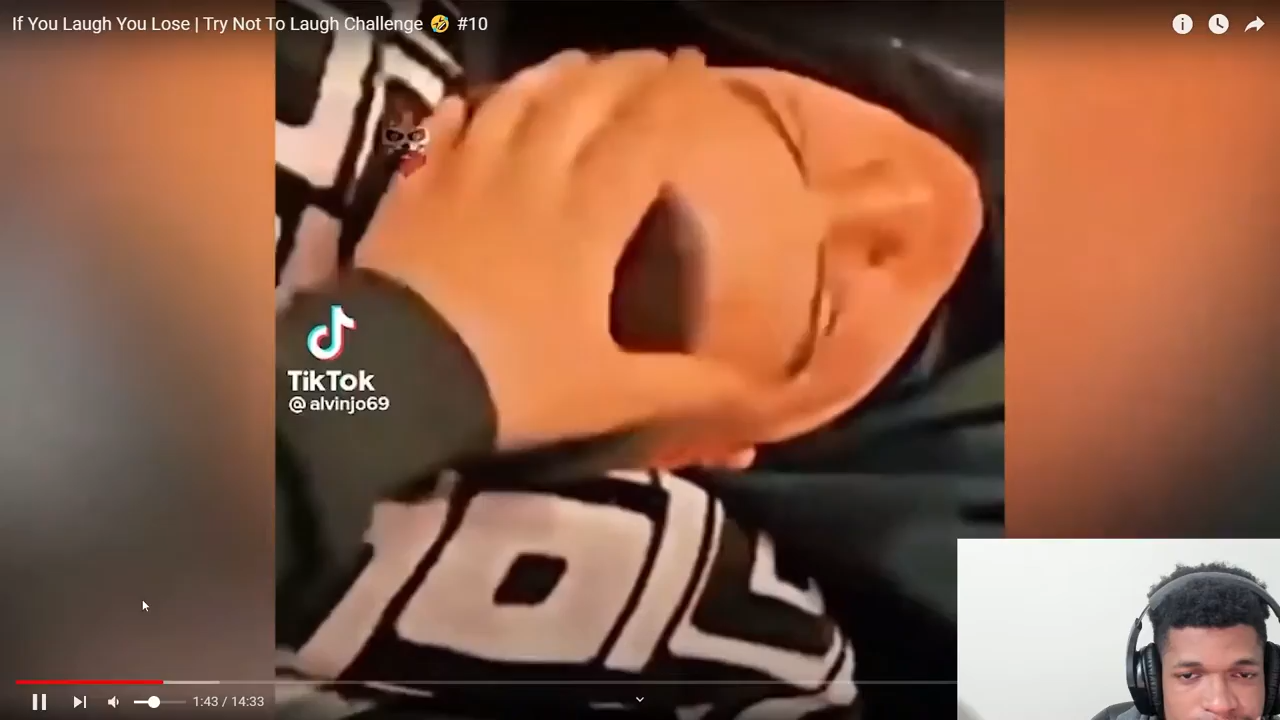 If You Laugh You Lose | Try Not To Laugh Challenge 🤣 #10
TikTok
@ alvinjo69
1:43 / 14:33